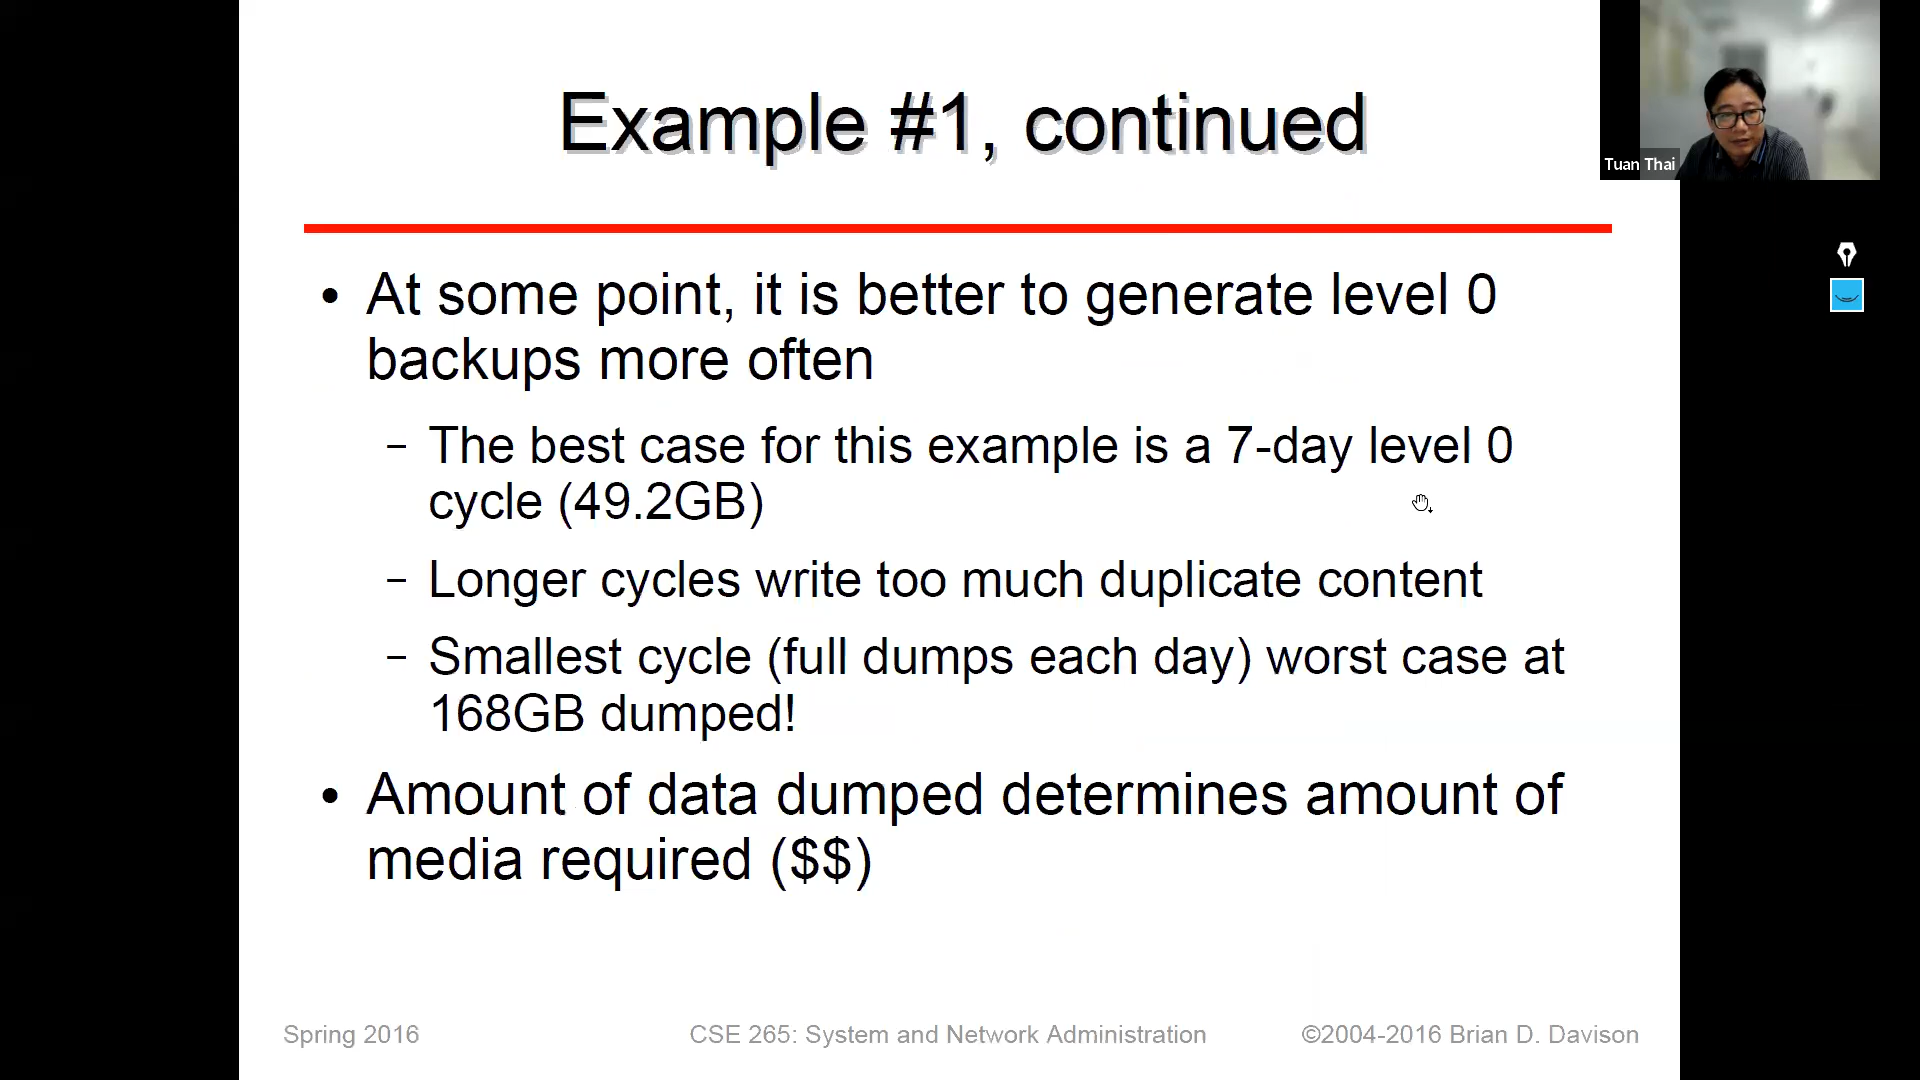 Example #1, continued
Tuan Thai
• At some point, it is better to generate level 0
backups more often
– The best case for this example is a 7-day level 0
cycle (49.2GB)
– Longer cycles write too much duplicate content
– Smallest cycle (full dumps each day) worst case at
168GB dumped!
• Amount of data dumped determines amount of
media required ($$)
Spring 2016
CSE 265: System and Network Administration
©2004-2016 Brian D. Davison